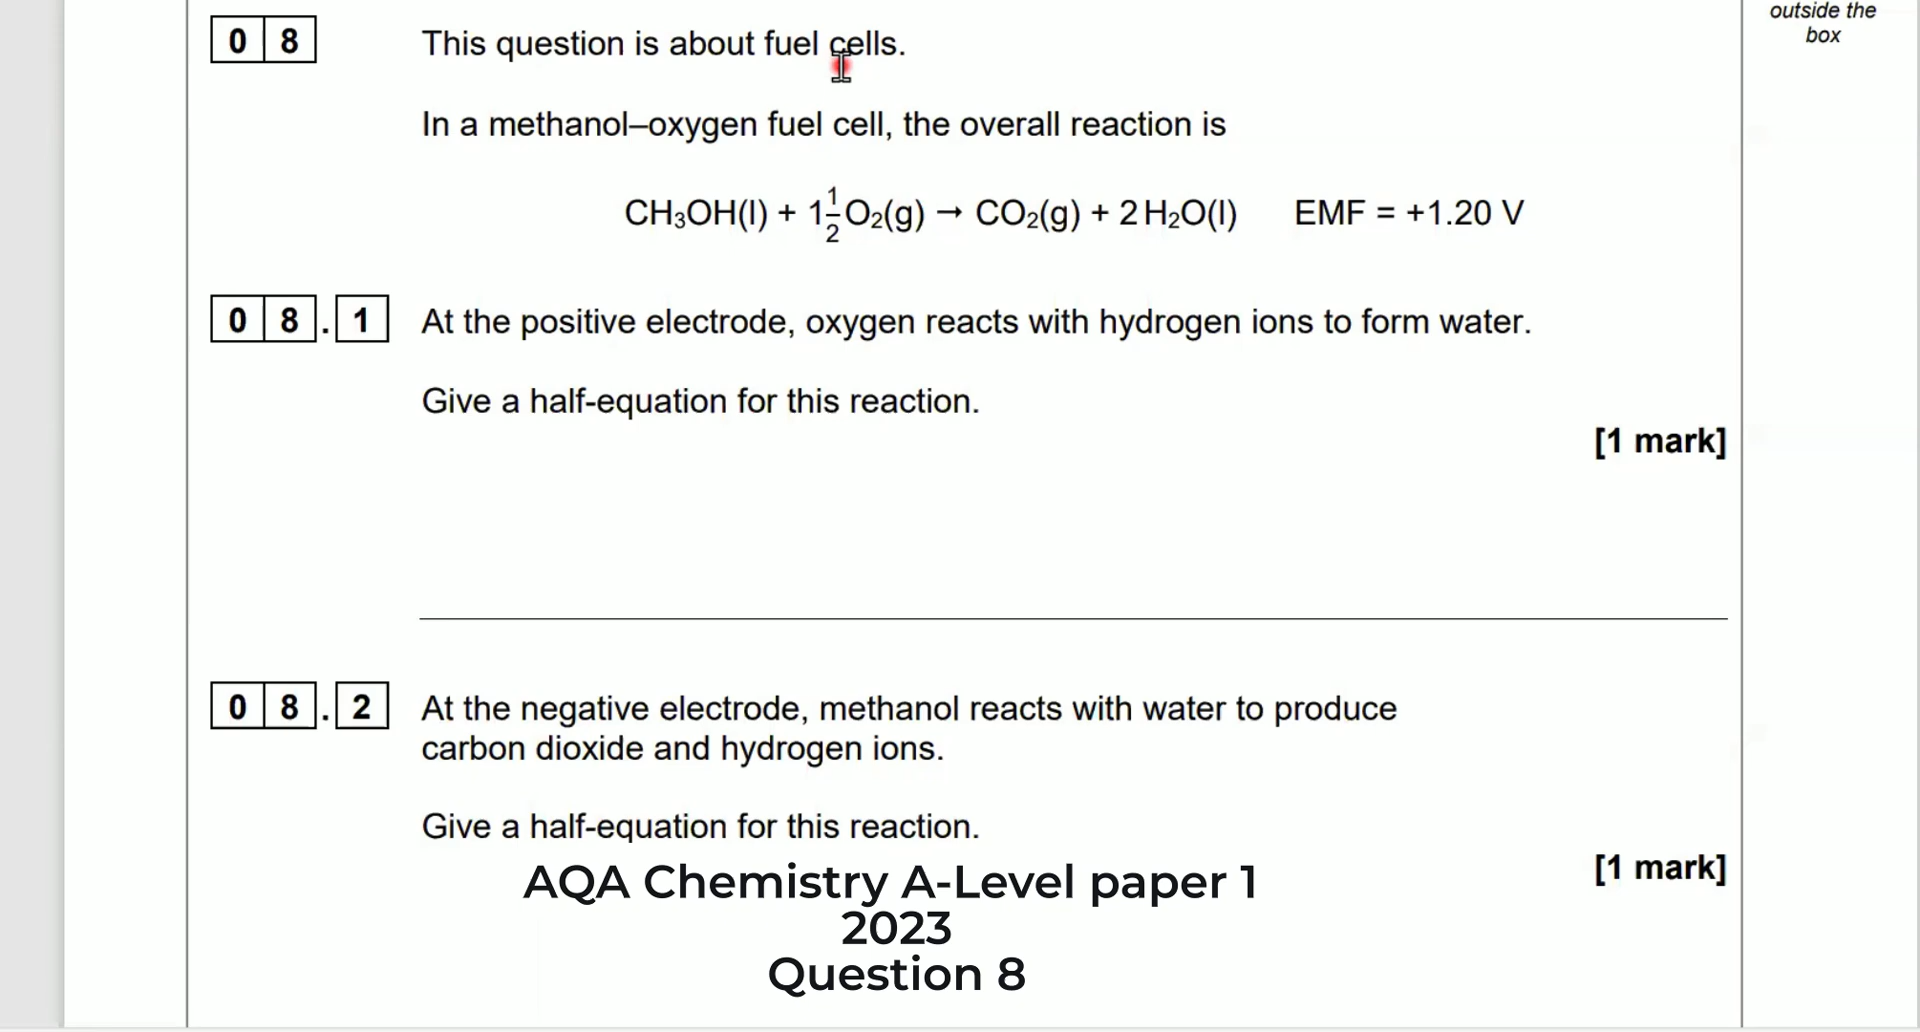 outside the
box
0 8 This question is about fuel cells.
In a methanol–oxygen fuel cell, the overall reaction is
CH₃OH(l) + 1½O₂(g) → CO₂(g) + 2H₂O(l) EMF = +1.20 V
0 8 . 1 At the positive electrode, oxygen reacts with hydrogen ions to form water.
Give a half-equation for this reaction.
[1 mark]
0 8 . 2 At the negative electrode, methanol reacts with water to produce
carbon dioxide and hydrogen ions.
Give a half-equation for this reaction.
[1 mark]
AQA Chemistry A-Level paper 1
2023
Question 8